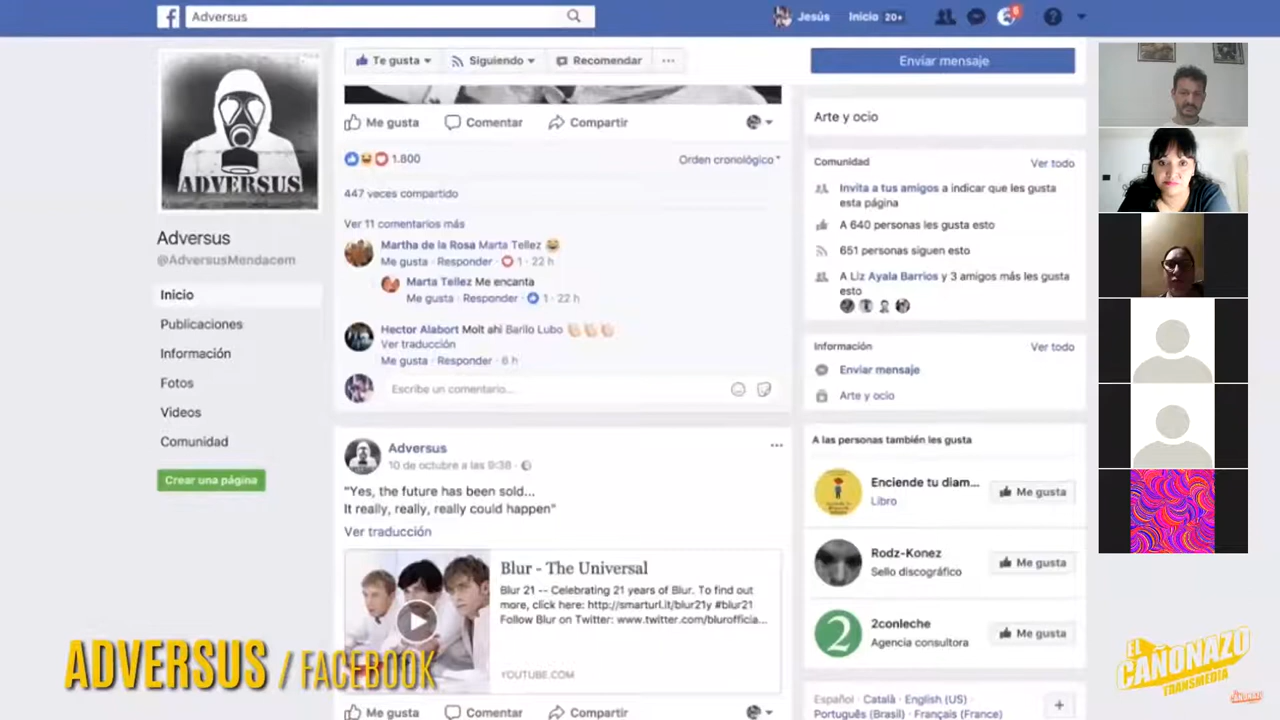 Adversus
Jesús
Inicio 20+
6
ADVERSUS
Adversus
@AdversusMendacem
Inicio
Publicaciones
Información
Fotos
Videos
Comunidad
Crear una página
Te gusta
Siguiendo
Recomendar
Me gusta
Comentar
Compartir
1.800
Orden cronológico
447 veces compartido
Ver 11 comentarios más
Martha de la Rosa Marta Tellez 😂
Me gusta · Responder · 1 · 22 h
Marta Tellez Me encanta
Me gusta · Responder · 1 · 22 h
Hector Alabort Molt ahi Barilo Lubo 👏🏻👏🏻👏🏻
Ver traducción
Me gusta · Responder · 6 h
Escribe un comentario...
Adversus
10 de octubre a las 9:38 ·
"Yes, the future has been sold...
It really, really, really could happen"
Ver traducción
Blur - The Universal
Blur 21 -- Celebrating 21 years of Blur. To find out
more, click here: http://smarturl.it/blur21y #blur21
Follow Blur on Twitter: www.twitter.com/blurofficia...
YOUTUBE.COM
Me gusta
Comentar
Compartir
Enviar mensaje
Arte y ocio
Comunidad
Ver todo
Invita a tus amigos a indicar que les gusta
esta página
A 640 personas les gusta esto
651 personas siguen esto
A Liz Ayala Barrios y 3 amigos más les gusta
esto
Información
Ver todo
Enviar mensaje
Arte y ocio
A las personas también les gusta
Enciende tu diam...
Libro
Me gusta
Rodz-Konez
Sello discográfico
Me gusta
2
2conleche
Agencia consultora
Me gusta
Español · Català · English (US) ·
Português (Brasil) · Français (France)
ADVERSUS / FACEBOOK
EL
CAÑONAZO
TRANSMEDIA
CAÑONAZO